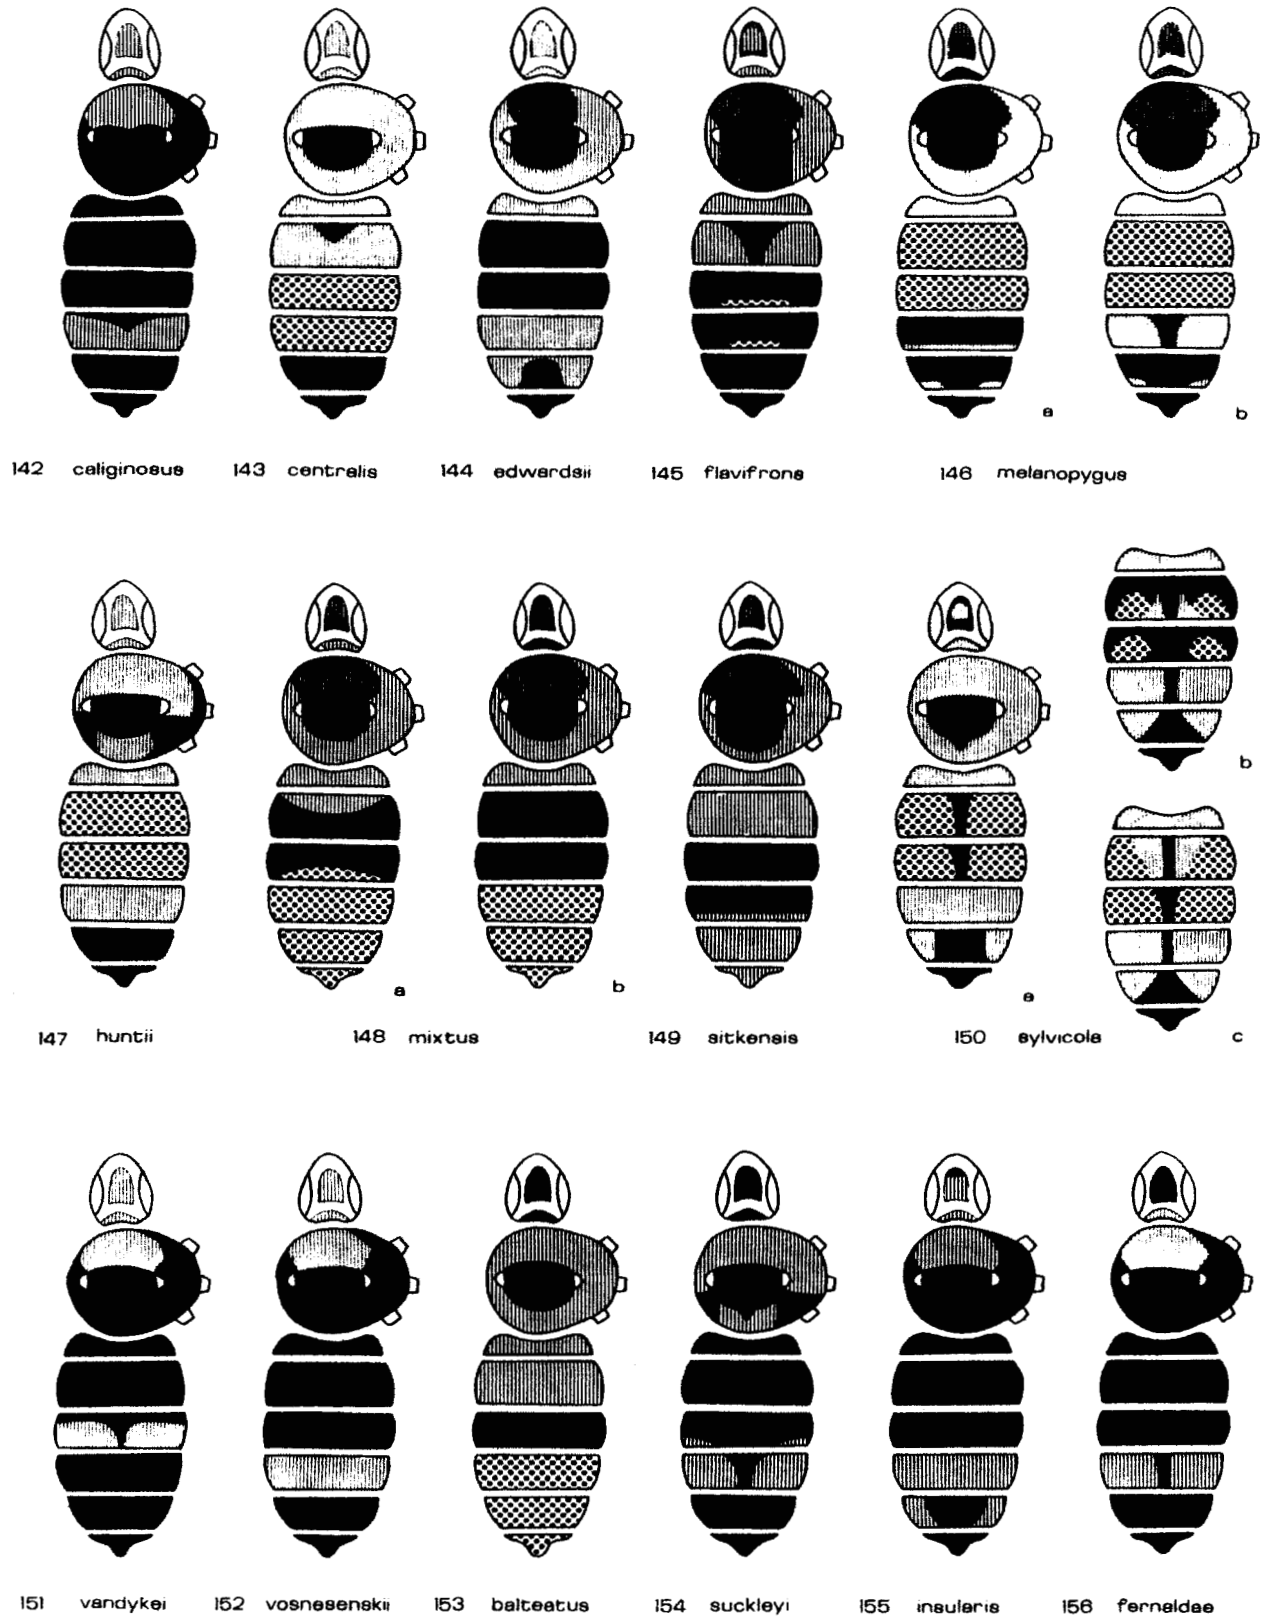 a b
142 caliginosus 143 centralis 144 edwardsii 145 flavifrons 146 melanopygus
b
a b a
147 huntii 148 mixtus 149 sitkensis 150 sylvicola c
151 vandykei 152 vosnesenskii 153 balteatus 154 suckleyi 155 insularis 156 fernaldae